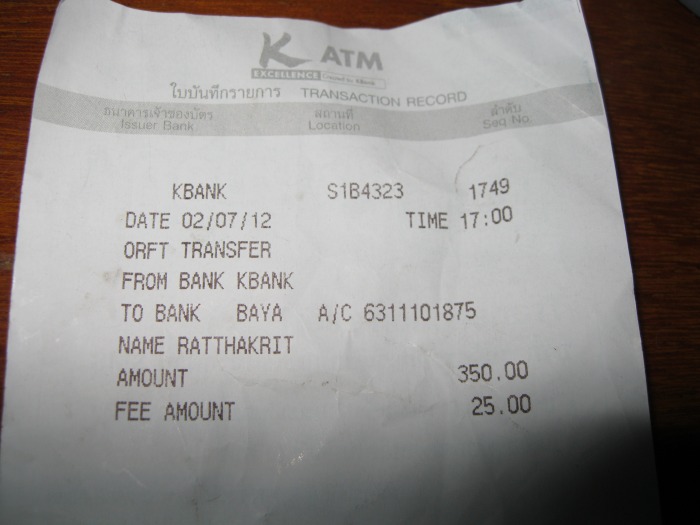 K ATM
EXCELLENCE
ใบบันทึกรายการ TRANSACTION RECORD
ธนาคารเจ้าของบัตร สถานที่ ลำดับ
Issuer Bank Location Seq No
KBANK S1B4323 1749
DATE 02/07/12 TIME 17:00
ORFT TRANSFER
FROM BANK KBANK
TO BANK BAYA A/C 6311101875
NAME RATTHAKRIT
AMOUNT 350.00
FEE AMOUNT 25.00